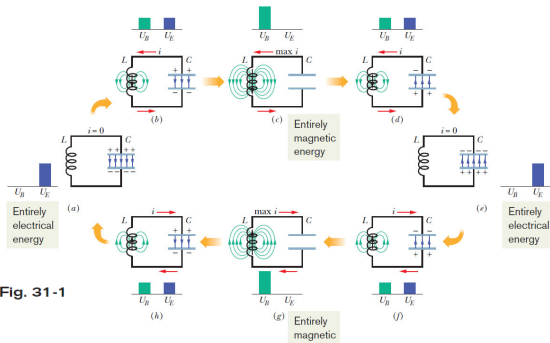 U_B U_E
U_B U_E
U_B U_E
i
L C
+ +
– –
(b)
max i
L C
(c)
Entirely
magnetic
energy
i
L C
– –
+ +
(d)
i = 0
L C
+ + + +
– – – –
(a)
U_B U_E
Entirely
electrical
energy
i = 0
L C
– – – –
+ + + +
(e)
U_B U_E
Entirely
electrical
energy
i
L C
+ +
– –
U_B U_E
(h)
max i
L C
U_B U_E
(g)
Entirely
magnetic
i
L C
– –
+ +
U_B U_E
(f)
Fig. 31-1